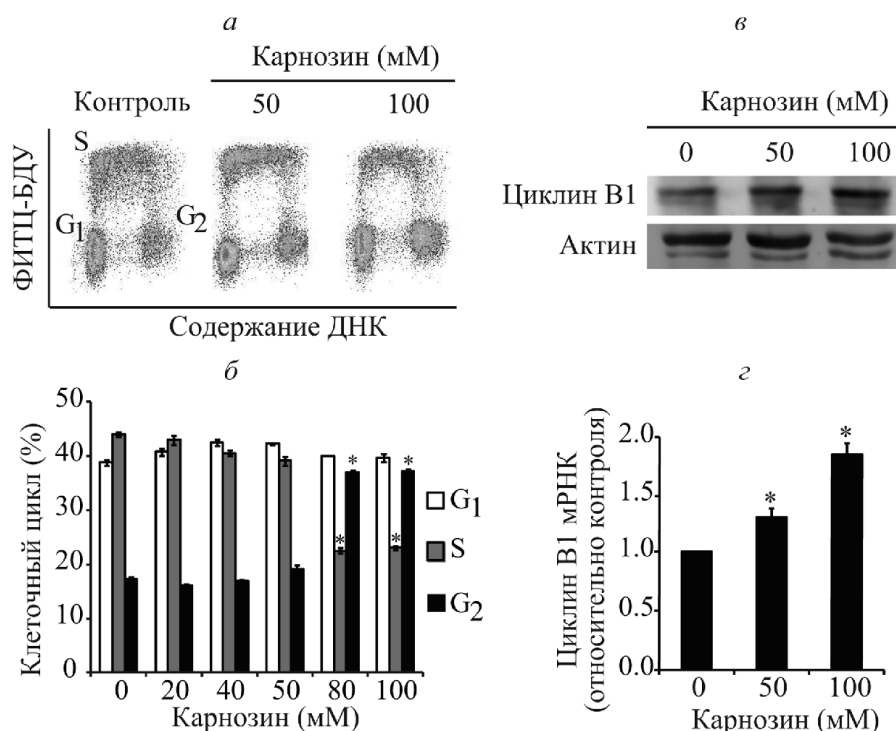 а
Карнозин (мМ)
Контроль 50 100
ФИТЦ-БДУ
S
G1
G2
Содержание ДНК
в
Карнозин (мМ)
0 50 100
Циклин В1
Актин
б
Клеточный цикл (%)
50
40
30
20
10
0
* * * *
0 20 40 50 80 100
Карнозин (мМ)
G1
S
G2
г
Циклин В1 мРНК
(относительно контроля)
2.0
1.5
1.0
0.5
0.0
* *
0 50 100
Карнозин (мМ)